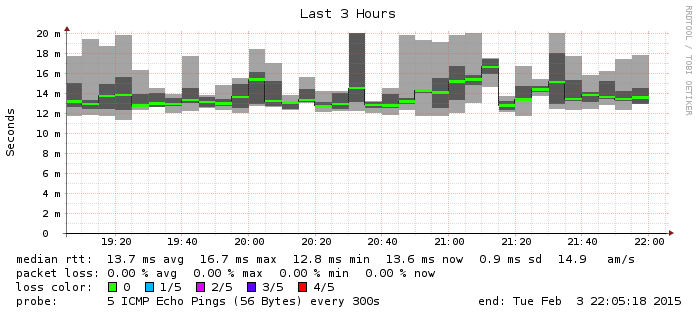 Last 3 Hours
RRDTOOL / TOBI OETIKER
Seconds
20 m
18 m
16 m
14 m
12 m
10 m
8 m
6 m
4 m
2 m
0
19:20 19:40 20:00 20:20 20:40 21:00 21:20 21:40 22:00
median rtt: 13.7 ms avg 16.7 ms max 12.8 ms min 13.6 ms now 0.9 ms sd 14.9 am/s
packet loss: 0.00 % avg 0.00 % max 0.00 % min 0.00 % now
loss color: 0 1/5 2/5 3/5 4/5
probe: 5 ICMP Echo Pings (56 Bytes) every 300s end: Tue Feb 3 22:05:18 2015